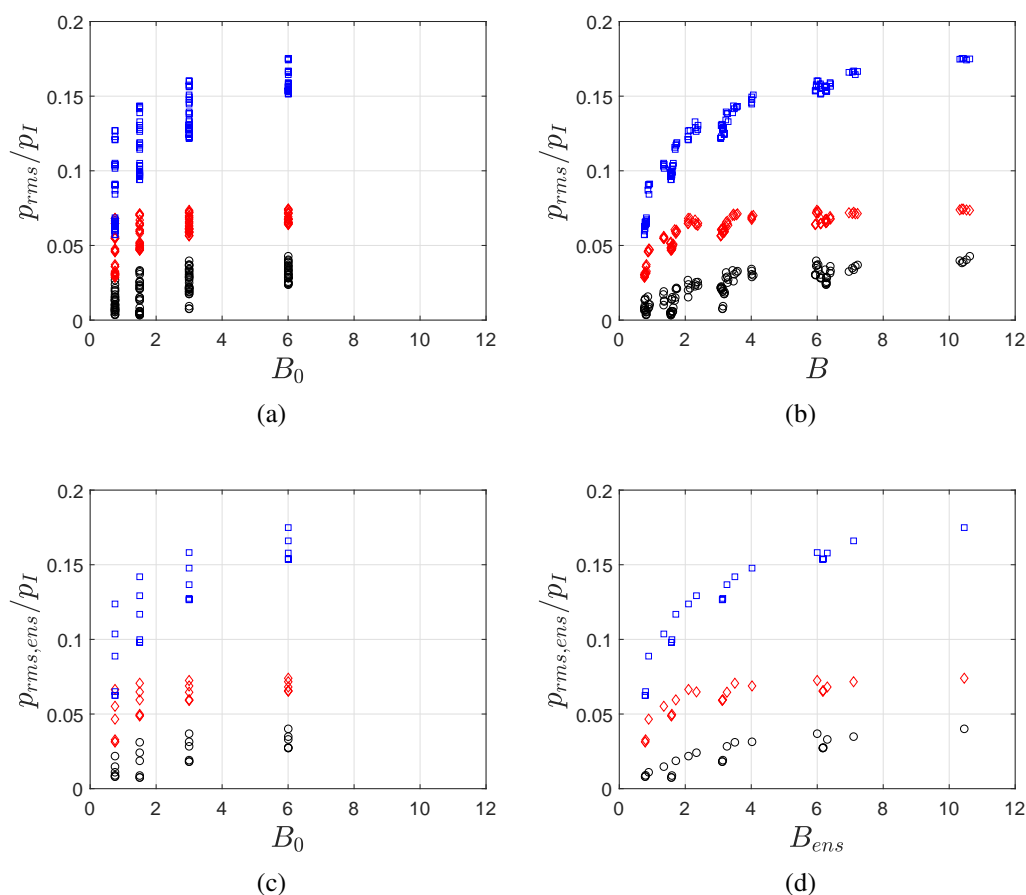 0.2 0.2
0.15 0.15
0.1 0.1
0.05 0.05
0 0
p_{rms}/p_I p_{rms}/p_I
0 2 4 6 8 10 12 0 2 4 6 8 10 12
B_0 B
(a) (b)
0.2 0.2
0.15 0.15
0.1 0.1
0.05 0.05
0 0
p_{rms,ens}/p_I p_{rms,ens}/p_I
0 2 4 6 8 10 12 0 2 4 6 8 10 12
B_0 B_{ens}
(c) (d)